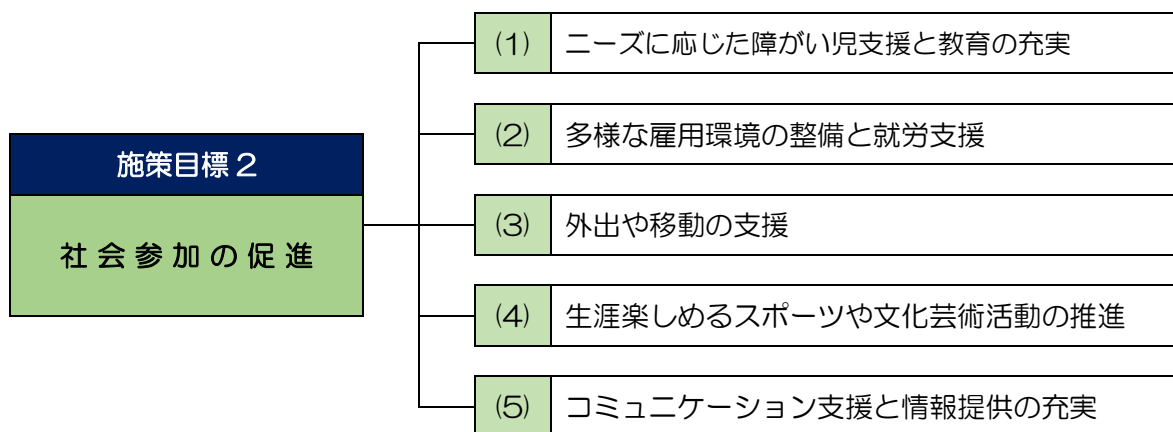 施策目標2
社会参加の促進
(1) ニーズに応じた障がい児支援と教育の充実
(2) 多様な雇用環境の整備と就労支援
(3) 外出や移動の支援
(4) 生涯楽しめるスポーツや文化芸術活動の推進
(5) コミュニケーション支援と情報提供の充実